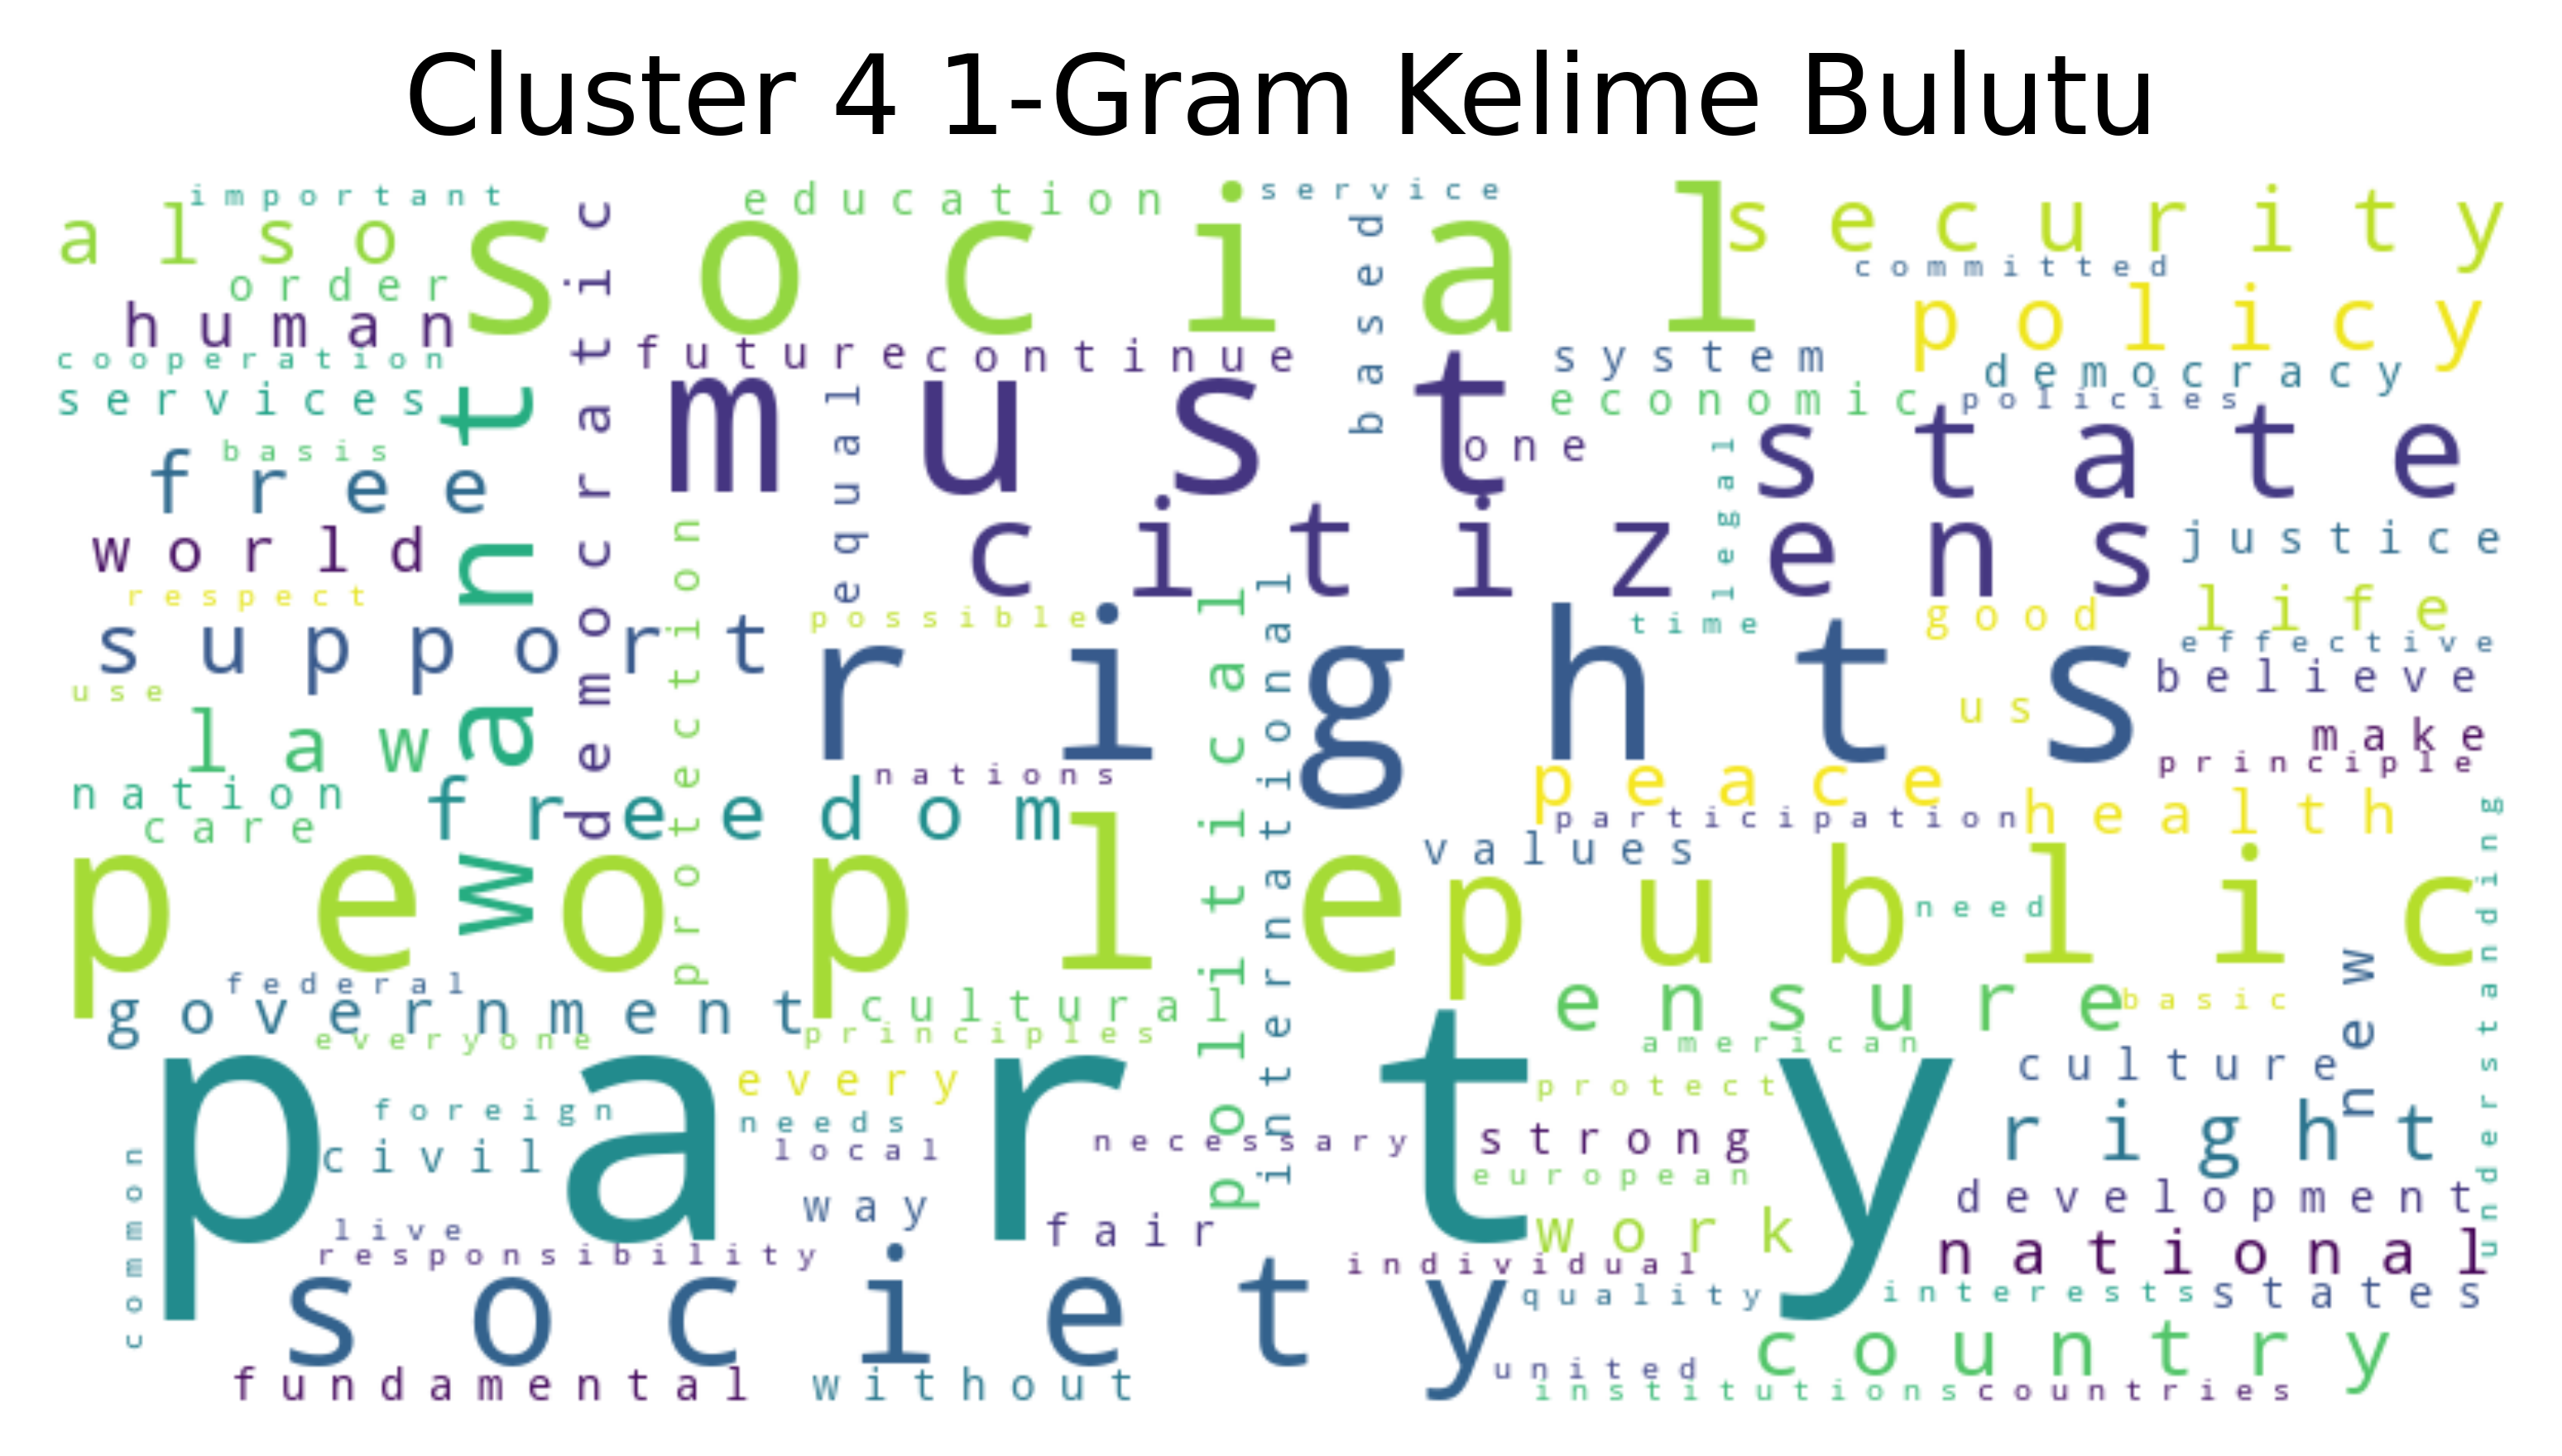 Cluster 4 1-Gram Kelime Bulutu
important
education
service
also
social
security
democratic
based
committed
order
human
policy
cooperation
future
continue
system
democracy
services
want
must
economic
policies
equal
one
state
basis
free
legal
world
protection
citizens
justice
respect
possible
political
international
time
good
life
support
rights
effective
use
us
believe
law
make
nations
principle
nation
freedom
peace
care
participation
health
understanding
values
people
public
need
new
federal
government
cultural
ensure
basic
everyone
principles
american
party
every
protect
culture
foreign
needs
right
civil
local
necessary
strong
common
european
way
development
live
fair
work
responsibility
national
society
individual
quality
interests
states
country
fundamental
without
united
institutions
countries